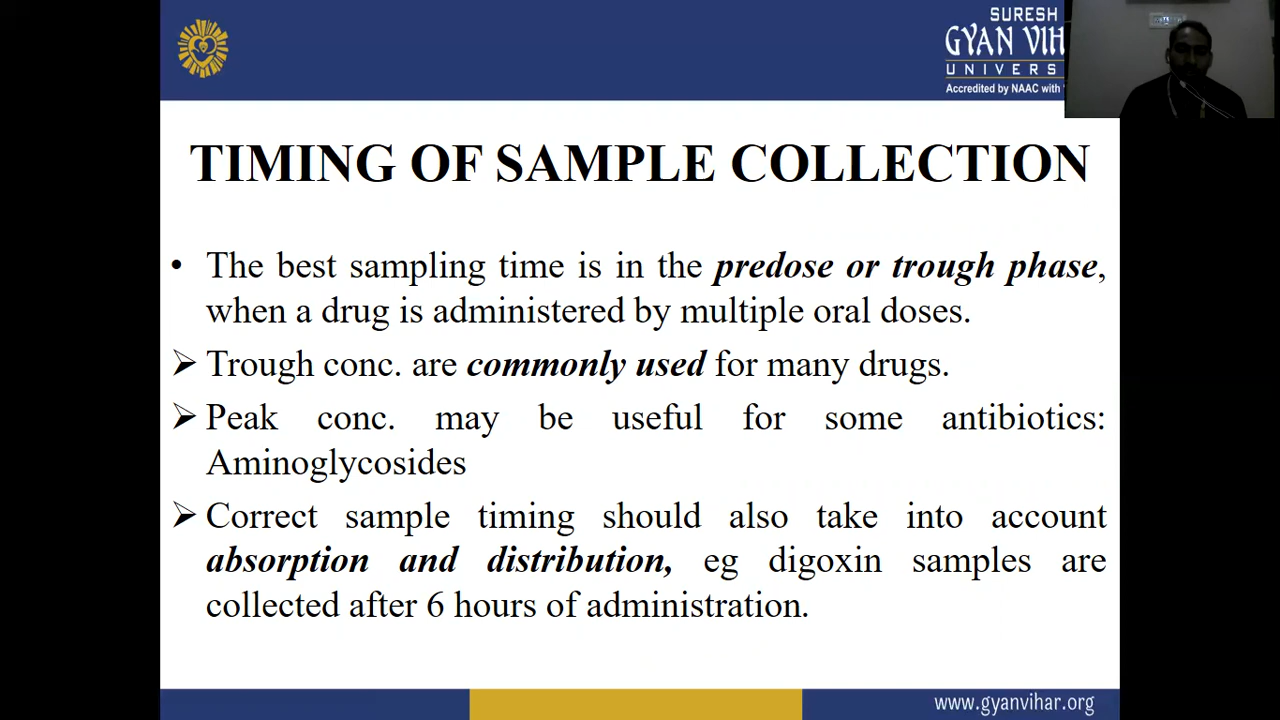 SURESH
GYAN VIH
UNIVERS
Accredited by NAAC with
TIMING OF SAMPLE COLLECTION
• The best sampling time is in the predose or trough phase,
when a drug is administered by multiple oral doses.
➢ Trough conc. are commonly used for many drugs.
➢ Peak conc. may be useful for some antibiotics:
Aminoglycosides
➢ Correct sample timing should also take into account
absorption and distribution, eg digoxin samples are
collected after 6 hours of administration.
www.gyanvihar.org